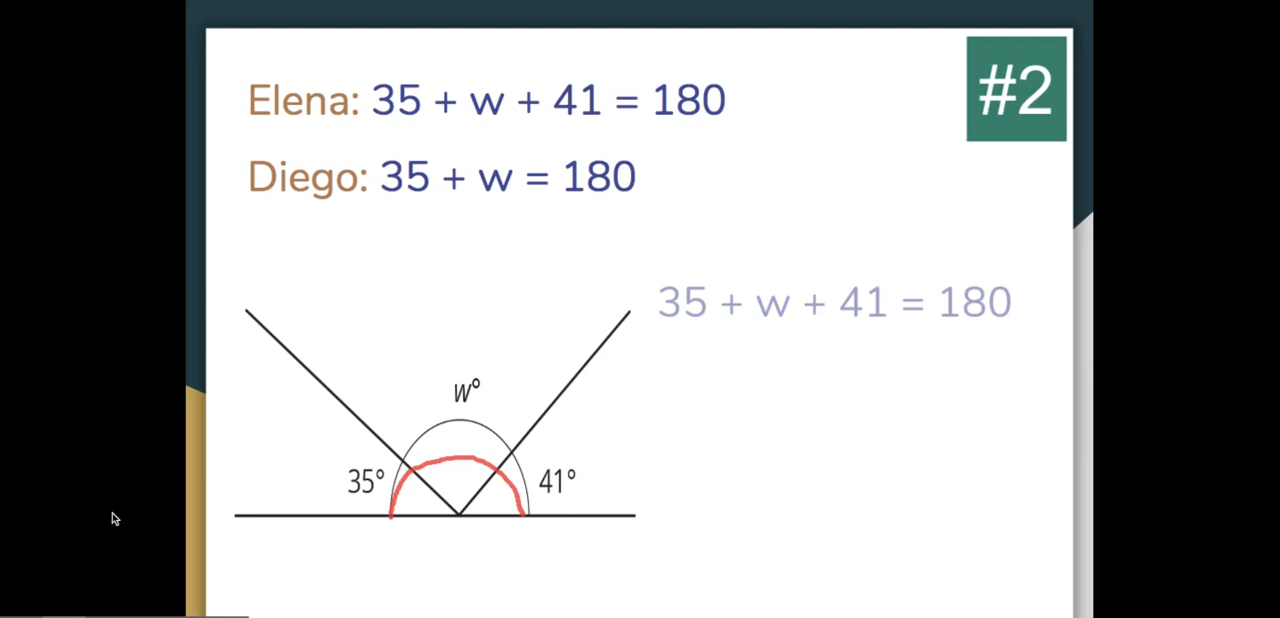 #2
Elena: 35 + w + 41 = 180
Diego: 35 + w = 180
35 + w + 41 = 180
w°
35°
41°